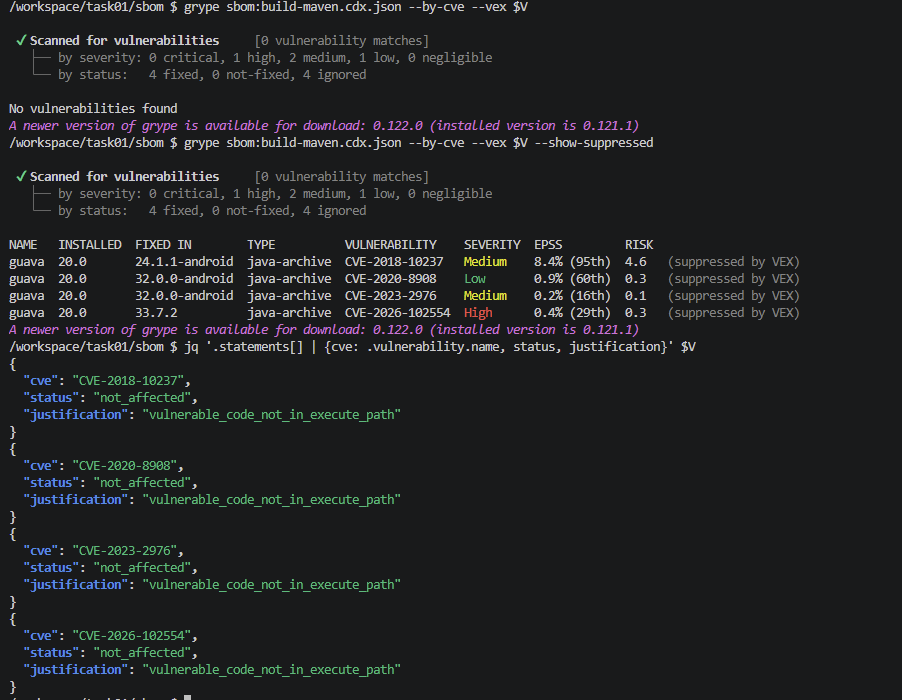 /workspace/task01/sbom $ grype sbom:build-maven.cdx.json --by-cve --vex $V
✓ Scanned for vulnerabilities [0 vulnerability matches]
├── by severity: 0 critical, 1 high, 2 medium, 1 low, 0 negligible
└── by status: 4 fixed, 0 not-fixed, 4 ignored
No vulnerabilities found
A newer version of grype is available for download: 0.122.0 (installed version is 0.121.1)
/workspace/task01/sbom $ grype sbom:build-maven.cdx.json --by-cve --vex $V --show-suppressed
✓ Scanned for vulnerabilities [0 vulnerability matches]
├── by severity: 0 critical, 1 high, 2 medium, 1 low, 0 negligible
└── by status: 4 fixed, 0 not-fixed, 4 ignored
NAME INSTALLED FIXED IN TYPE VULNERABILITY SEVERITY EPSS RISK
guava 20.0 24.1.1-android java-archive CVE-2018-10237 Medium 8.4% (95th) 4.6 (suppressed by VEX)
guava 20.0 32.0.0-android java-archive CVE-2020-8908 Low 0.9% (60th) 0.3 (suppressed by VEX)
guava 20.0 32.0.0-android java-archive CVE-2023-2976 Medium 0.2% (16th) 0.1 (suppressed by VEX)
guava 20.0 33.7.2 java-archive CVE-2026-102554 High 0.4% (29th) 0.3 (suppressed by VEX)
A newer version of grype is available for download: 0.122.0 (installed version is 0.121.1)
/workspace/task01/sbom $ jq '.statements[] | {cve: .vulnerability.name, status, justification}' $V
{
"cve": "CVE-2018-10237",
"status": "not_affected",
"justification": "vulnerable_code_not_in_execute_path"
}
{
"cve": "CVE-2020-8908",
"status": "not_affected",
"justification": "vulnerable_code_not_in_execute_path"
}
{
"cve": "CVE-2023-2976",
"status": "not_affected",
"justification": "vulnerable_code_not_in_execute_path"
}
{
"cve": "CVE-2026-102554",
"status": "not_affected",
"justification": "vulnerable_code_not_in_execute_path"
}